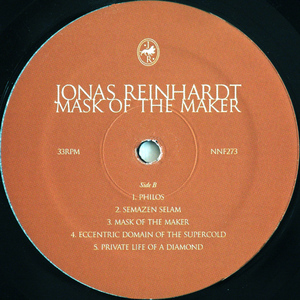 R
JONAS REINHARDT
MASK OF THE MAKER
33RPM
NNF273
Side B
1. PHILOS
2. SEMAZEN SELAM
3. MASK OF THE MAKER
4. ECCENTRIC DOMAIN OF THE SUPERCOLD
5. PRIVATE LIFE OF A DIAMOND